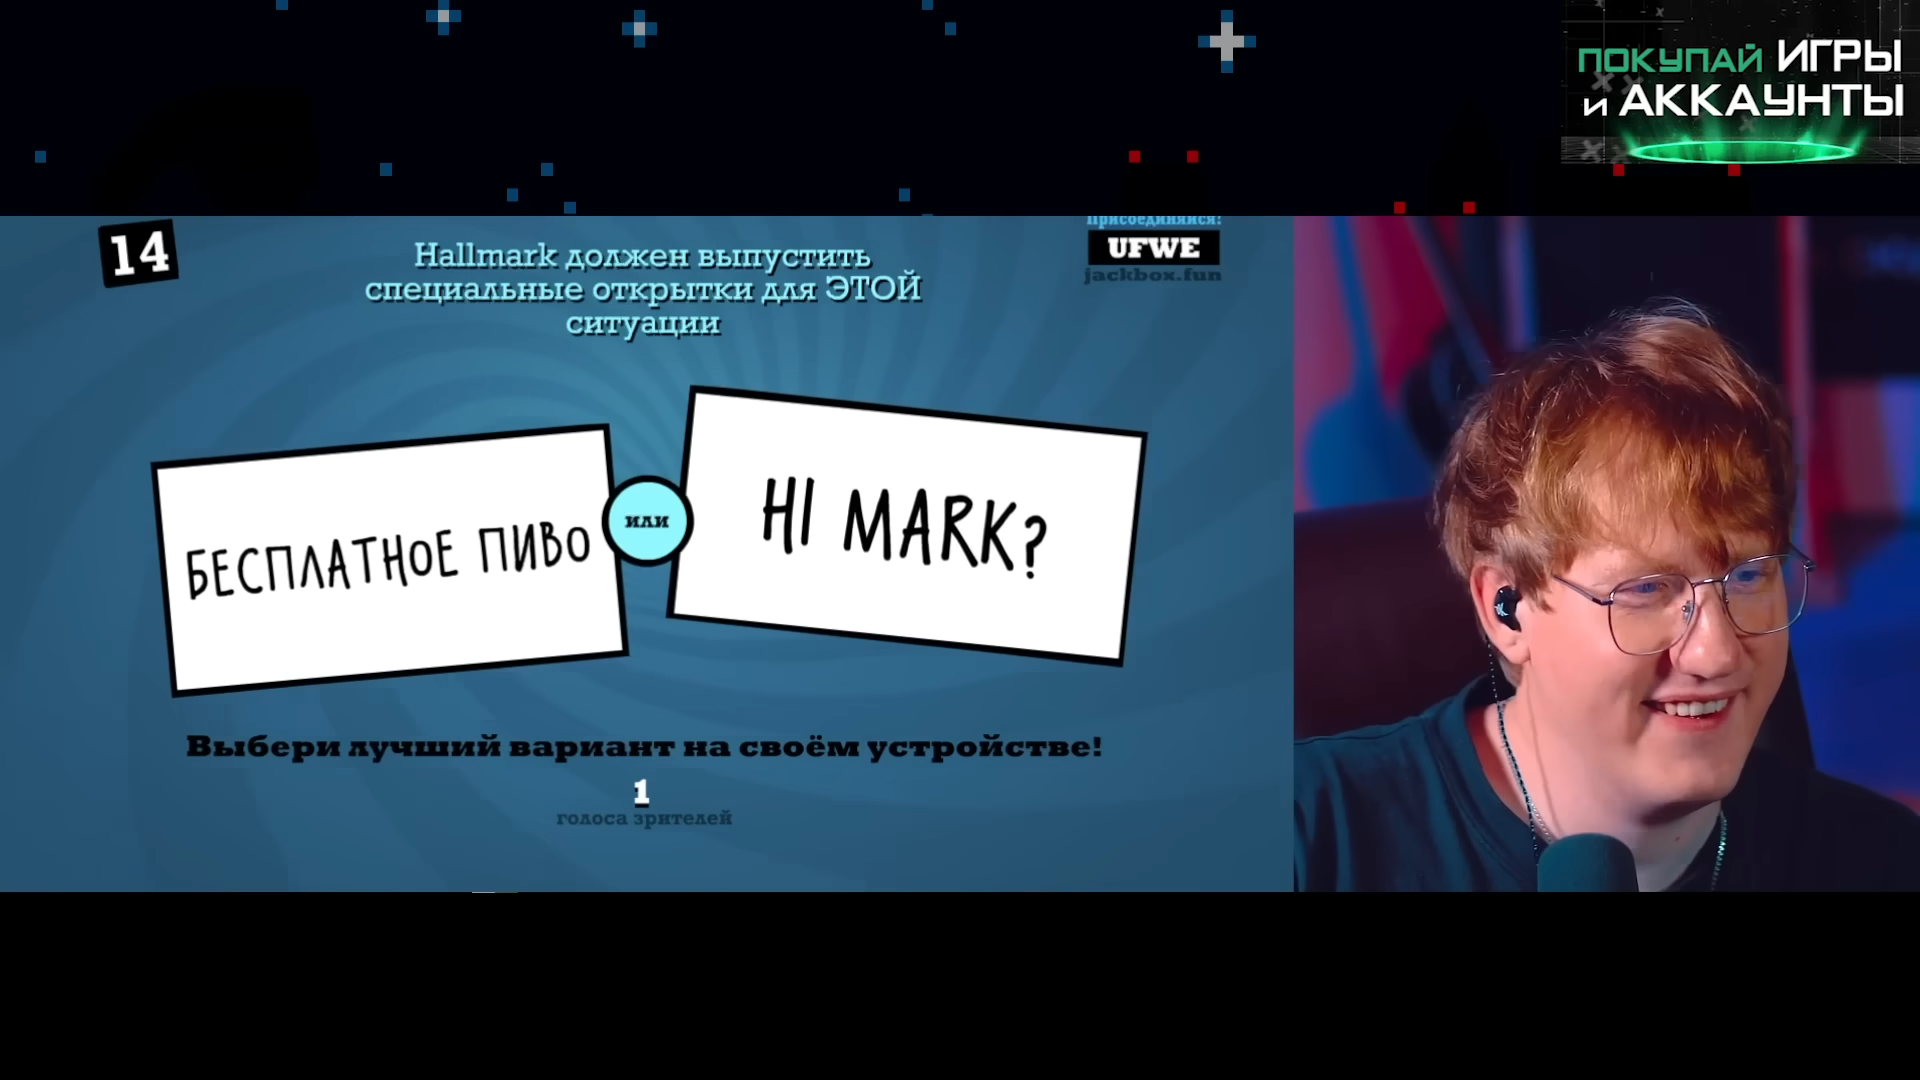 ПОКУПАЙ ИГРЫ
и АККАУНТЫ
14
Hallmark должен выпустить
специальные открытки для ЭТОЙ
ситуации
Присоединяйся:
UFWE
jackbox.fun
БЕСПЛАТНОЕ ПИВО
или
HI MARK?
Выбери лучший вариант на своём устройстве!
1
голоса зрителей